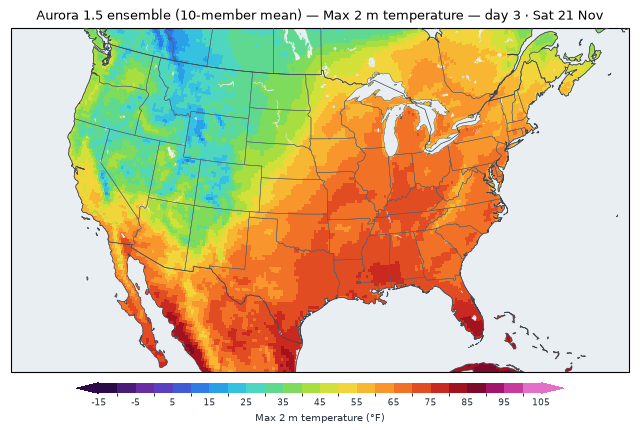 Aurora 1.5 ensemble (10-member mean) — Max 2 m temperature — day 3 · Sat 21 Nov
-15 -5 5 15 25 35 45 55 65 75 85 95 105
Max 2 m temperature (°F)